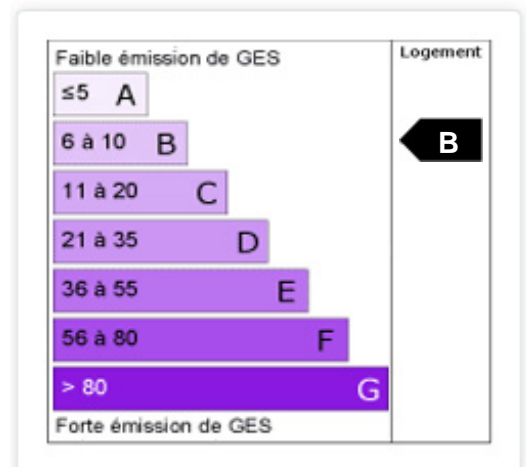 Faible émission de GES
Logement
≤5 A
6 à 10 B
B
11 à 20 C
21 à 35 D
36 à 55 E
56 à 80 F
> 80 G
Forte émission de GES